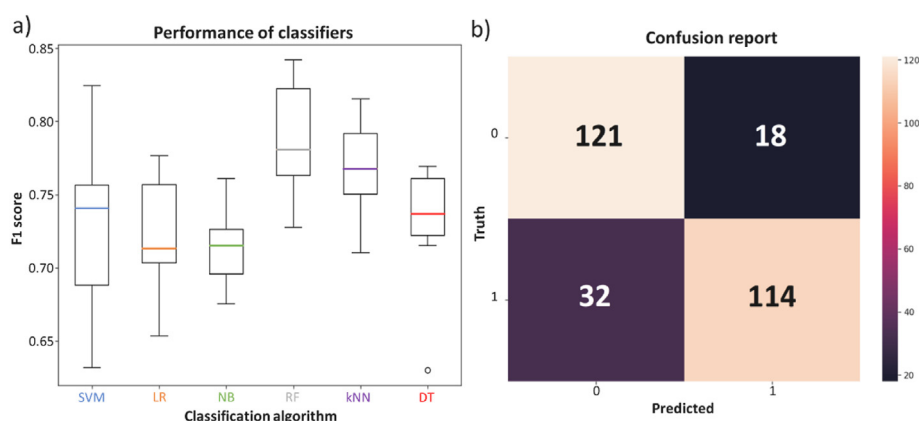 a)
Performance of classifiers
F1 score
0.85
0.80
0.75
0.70
0.65
SVM LR NB RF kNN DT
Classification algorithm
b)
Confusion report
Truth
0
1
121 18
32 114
0 1
Predicted
120
100
80
60
40
20